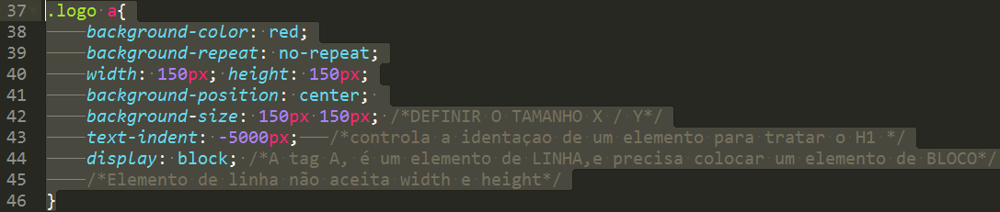 37 .logo a{
38 background-color: red;
39 background-repeat: no-repeat;
40 width: 150px; height: 150px;
41 background-position: center;
42 background-size: 150px 150px; /*DEFINIR O TAMANHO X / Y*/
43 text-indent: -5000px; /*controla a identaçao de um elemento para tratar o H1 */
44 display: block; /*A tag A, é um elemento de LINHA,e precisa colocar um elemento de BLOCO*/
45 /*Elemento de linha não aceita width e height*/
46 }